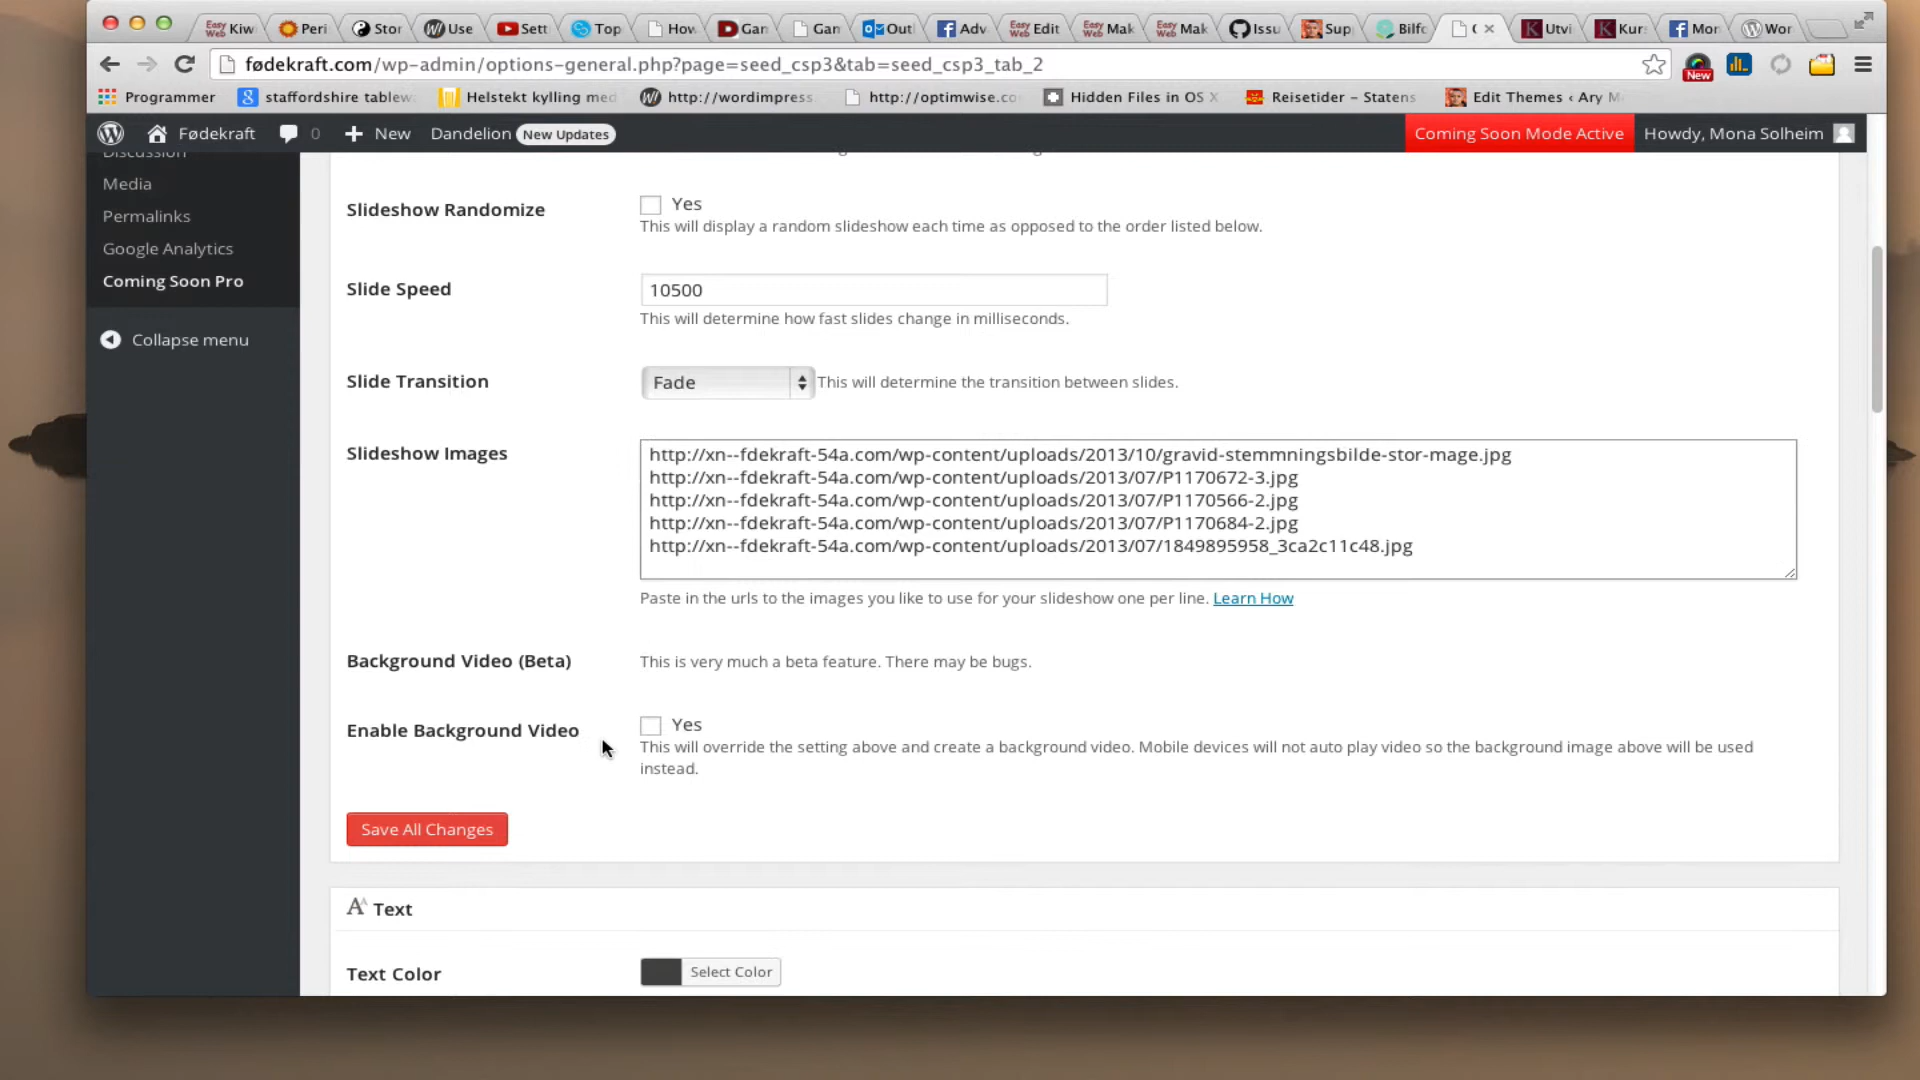 Kiw
Peri
Stor
Use
Sett
Top
How
Gar
Gan
Outl
Adv
Edit
Mak
Mak
Issu
Sup
Bilfo
Utvi
Kur
Mor
Wor
fødekraft.com/wp-admin/options-general.php?page=seed_csp3&tab=seed_csp3_tab_2
New
Programmer
staffordshire tablew
Helstekt kylling med
http://wordimpress.
http://optimwise.co
Hidden Files in OS X
Reisetider – Statens
Edit Themes ‹ Ary M
Fødekraft
0
New
Dandelion
New Updates
Coming Soon Mode Active
Howdy, Mona Solheim
Discussion
Media
Permalinks
Google Analytics
Coming Soon Pro
Collapse menu
Slideshow Randomize
Yes
This will display a random slideshow each time as opposed to the order listed below.
Slide Speed
10500
This will determine how fast slides change in milliseconds.
Slide Transition
Fade
This will determine the transition between slides.
Slideshow Images
http://xn--fdekraft-54a.com/wp-content/uploads/2013/10/gravid-stemmningsbilde-stor-mage.jpg
http://xn--fdekraft-54a.com/wp-content/uploads/2013/07/P1170672-3.jpg
http://xn--fdekraft-54a.com/wp-content/uploads/2013/07/P1170566-2.jpg
http://xn--fdekraft-54a.com/wp-content/uploads/2013/07/P1170684-2.jpg
http://xn--fdekraft-54a.com/wp-content/uploads/2013/07/1849895958_3ca2c11c48.jpg
Paste in the urls to the images you like to use for your slideshow one per line. Learn How
Background Video (Beta)
This is very much a beta feature. There may be bugs.
Enable Background Video
Yes
This will override the setting above and create a background video. Mobile devices will not auto play video so the background image above will be used
instead.
Save All Changes
Text
Text Color
Select Color